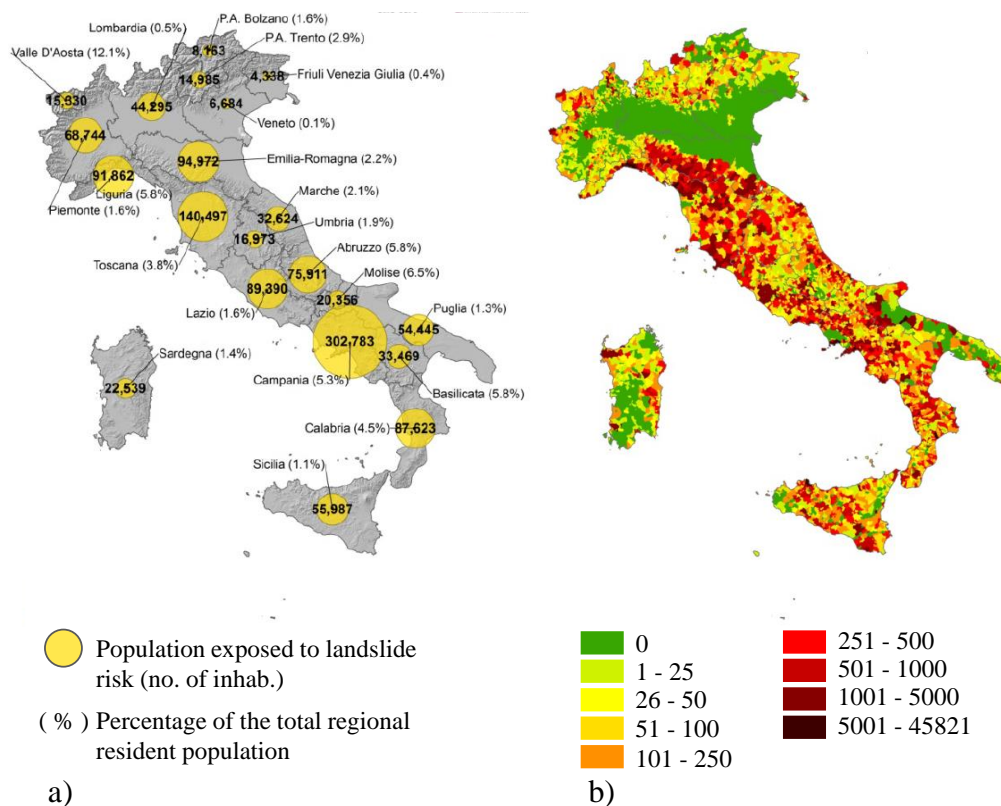 P.A. Bolzano (1.6%)
Lombardia (0.5%)
P.A. Trento (2.9%)
Valle D'Aosta (12.1%)
8,163
14,985
4,338
Friuli Venezia Giulia (0.4%)
15,330
44,295
6,684
Veneto (0.1%)
68,744
94,972
Emilia-Romagna (2.2%)
91,862
Liguria (5.8%)
Marche (2.1%)
Piemonte (1.6%)
140,497
32,624
Umbria (1.9%)
16,973
Abruzzo (5.8%)
Toscana (3.8%)
75,911
Molise (6.5%)
89,390
20,356
Puglia (1.3%)
Lazio (1.6%)
54,445
302,783
Sardegna (1.4%)
33,469
Campania (5.3%)
22,539
Basilicata (5.8%)
Calabria (4.5%)
87,623
Sicilia (1.1%)
55,987
Population exposed to landslide
risk (no. of inhab.)
( % ) Percentage of the total regional
resident population
a)
0
1 - 25
26 - 50
51 - 100
101 - 250
251 - 500
501 - 1000
1001 - 5000
5001 - 45821
b)